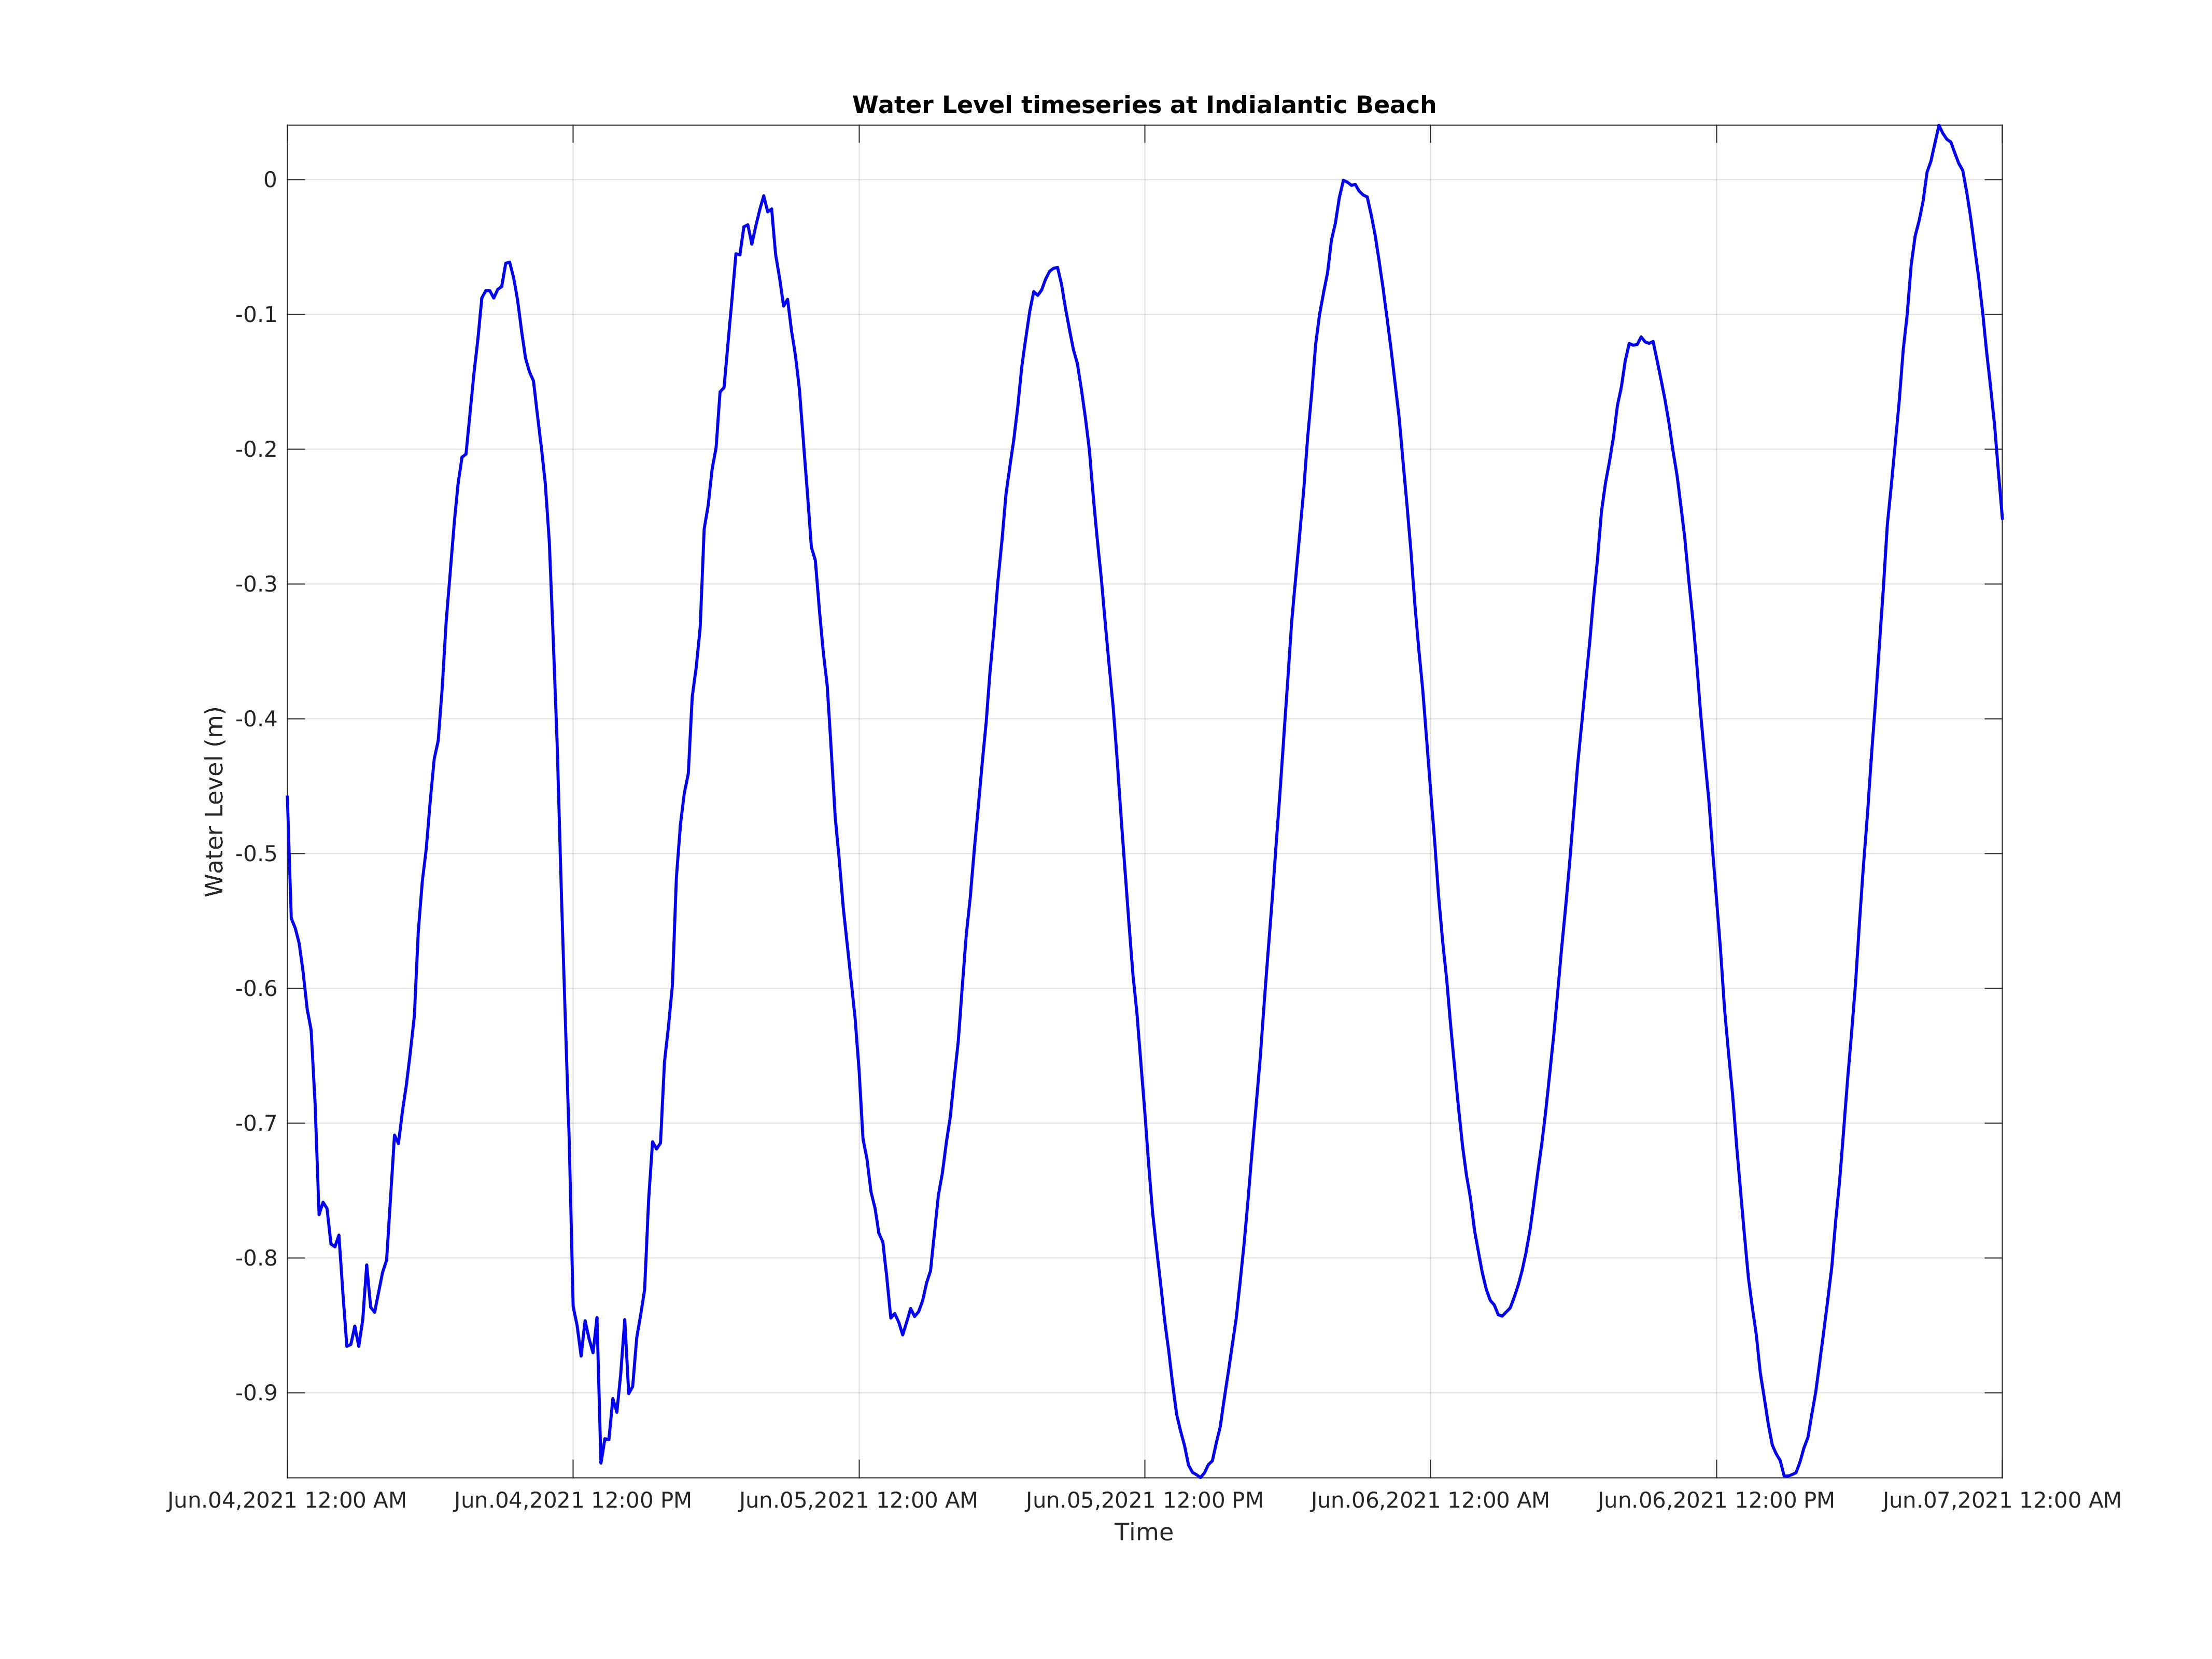 Water Level timeseries at Indialantic Beach
0
-0.1
-0.2
-0.3
-0.4
-0.5
-0.6
-0.7
-0.8
-0.9
Water Level (m)
Jun.04,2021 12:00 AM Jun.04,2021 12:00 PM Jun.05,2021 12:00 AM Jun.05,2021 12:00 PM Jun.06,2021 12:00 AM Jun.06,2021 12:00 PM Jun.07,2021 12:00 AM
Time